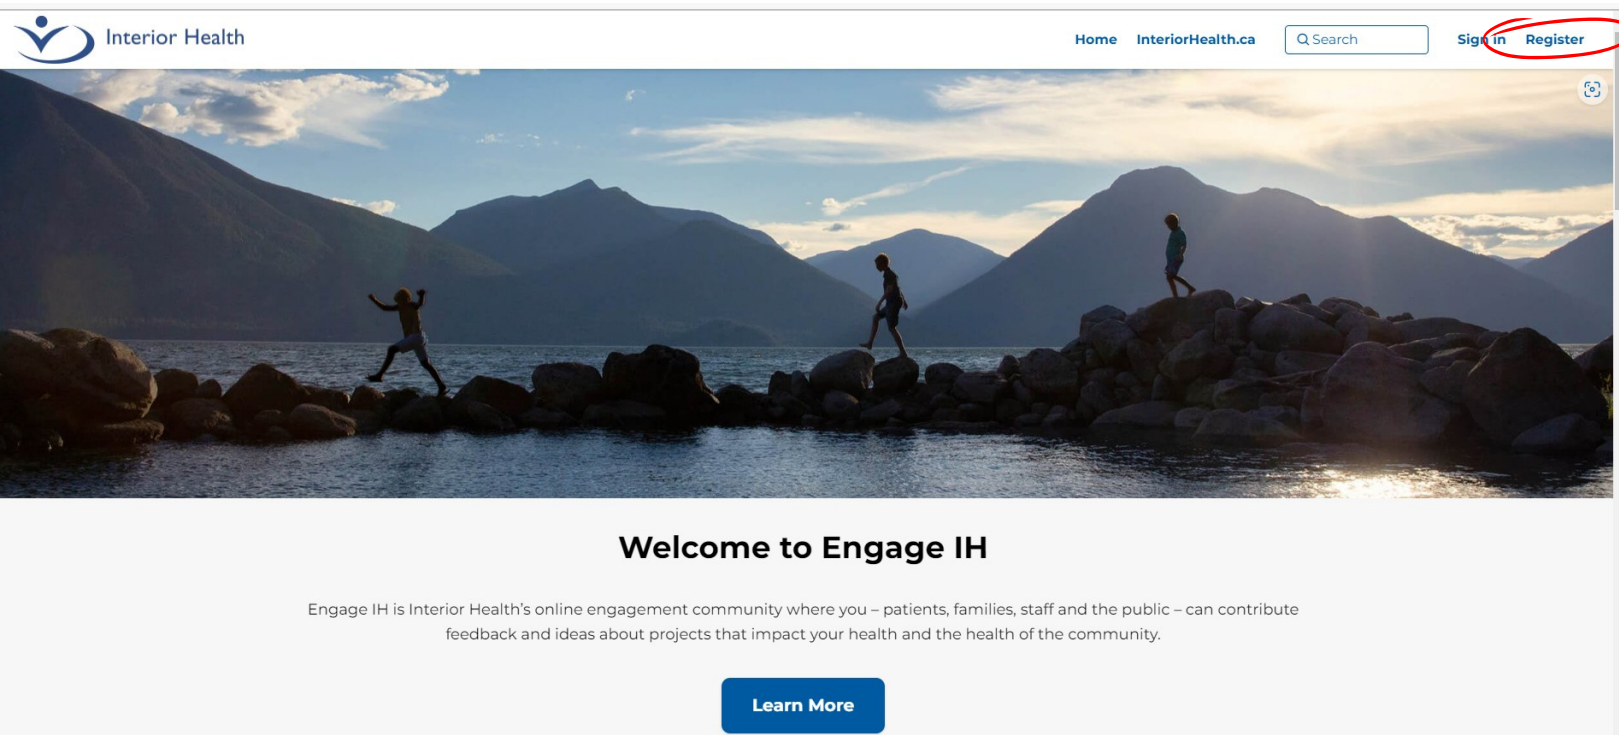 Interior Health
Home InteriorHealth.ca Search Sign in Register
Welcome to Engage IH
Engage IH is Interior Health’s online engagement community where you – patients, families, staff and the public – can contribute
feedback and ideas about projects that impact your health and the health of the community.
Learn More